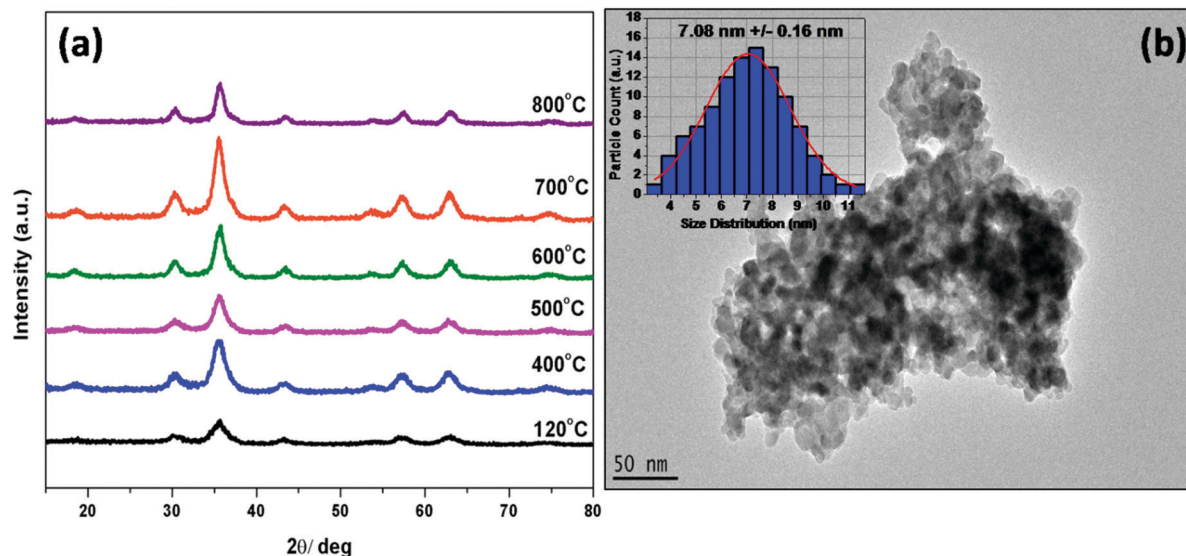 (a)
Intensity (a.u.)
800°C
700°C
600°C
500°C
400°C
120°C
20 30 40 50 60 70 80
2θ/ deg
(b)
7.08 nm +/- 0.16 nm
Particle Count (a.u.)
18
16
14
12
10
8
6
4
2
0
4 5 6 7 8 9 10 11
Size Distribution (nm)
50 nm